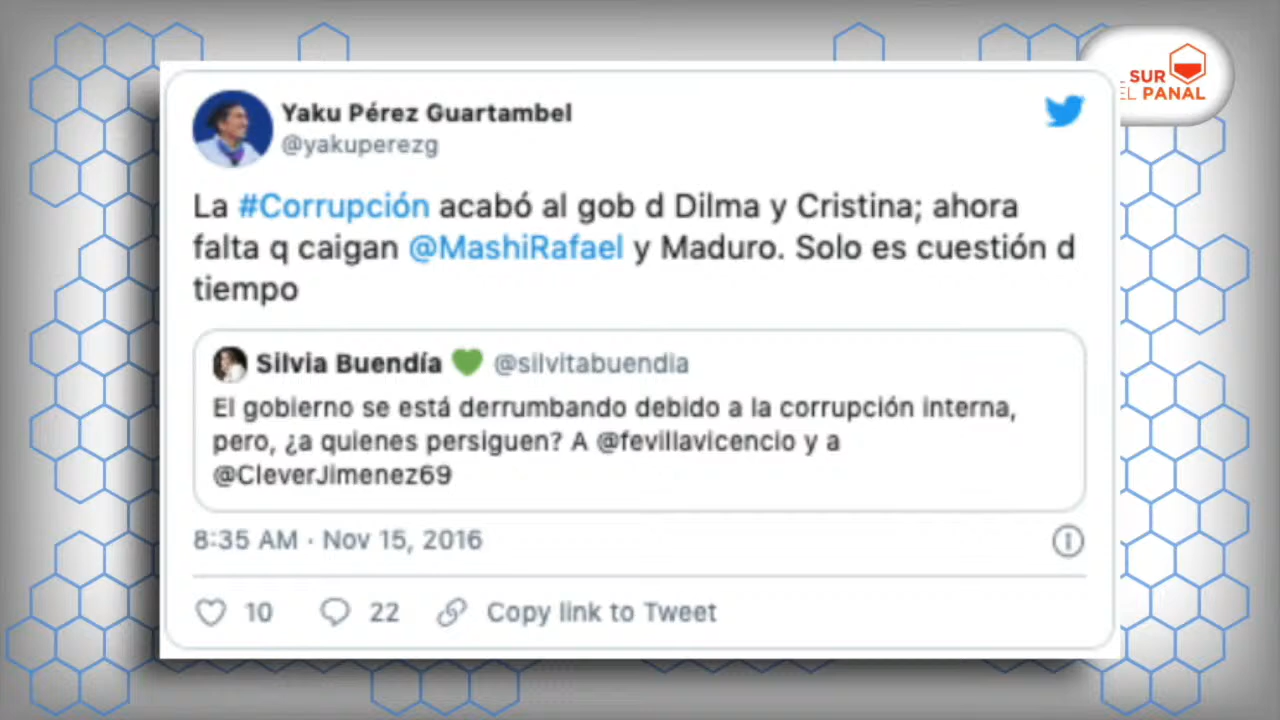 SUR
EL PANAL
Yaku Pérez Guartambel
@yakuperezg
La #Corrupción acabó al gob d Dilma y Cristina; ahora
falta q caigan @MashiRafael y Maduro. Solo es cuestión d
tiempo
Silvia Buendía @silvitabuendia
El gobierno se está derrumbando debido a la corrupción interna,
pero, ¿a quienes persiguen? A @fevillavicencio y a
@CleverJimenez69
8:35 AM · Nov 15, 2016
10 22 Copy link to Tweet